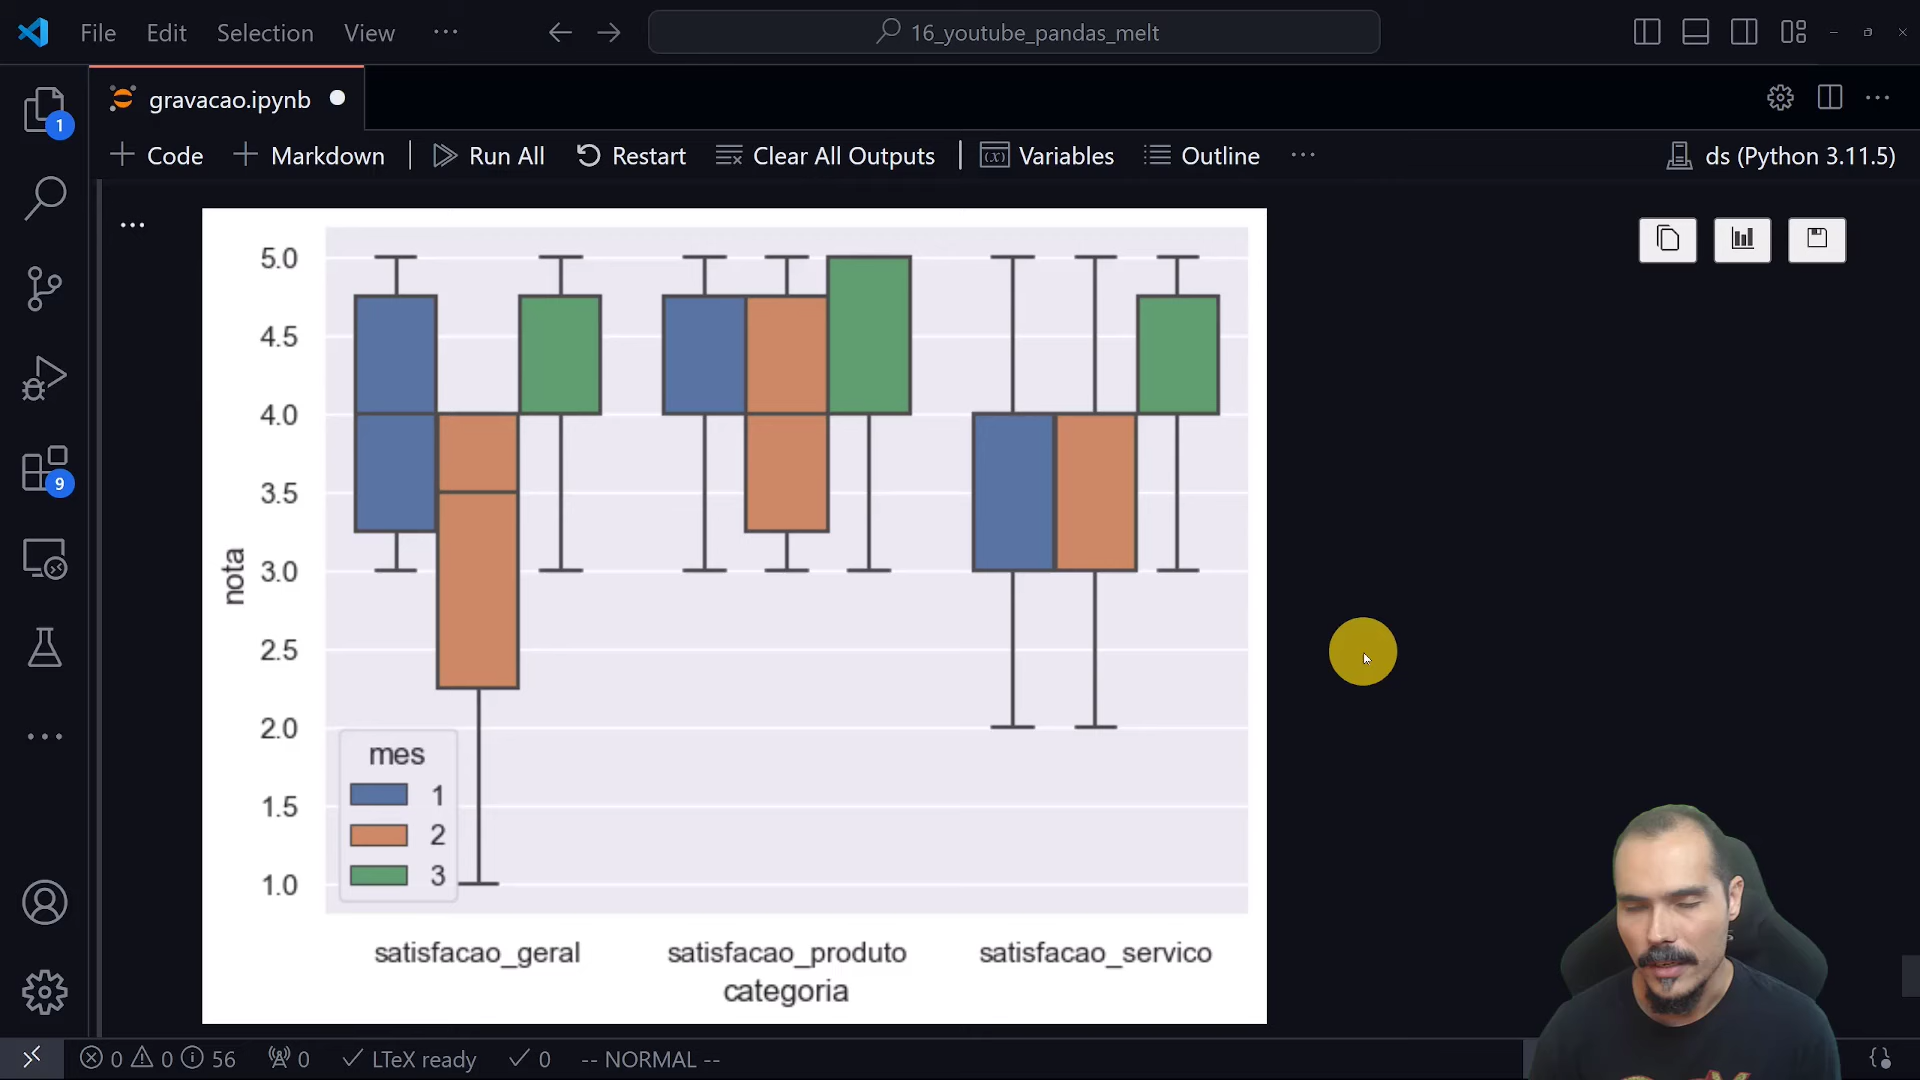 File Edit Selection View ··· 16_youtube_pandas_melt
gravacao.ipynb
+ Code + Markdown Run All Restart Clear All Outputs Variables Outline ··· ds (Python 3.11.5)
1
9
5.0
4.5
4.0
3.5
3.0
2.5
2.0
1.5
1.0
nota
mes
1
2
3
satisfacao_geral satisfacao_produto satisfacao_servico
categoria
0 0 56 0 LTeX ready 0 -- NORMAL --